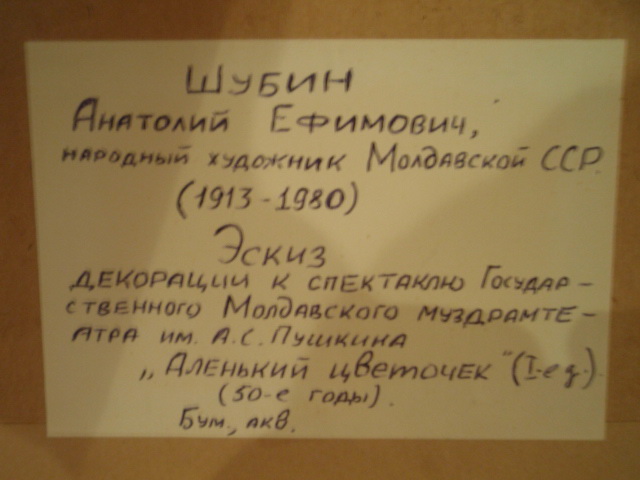 Шубин
Анатолий Ефимович,
народный художник Молдавской ССР.
(1913-1980)
Эскиз
декорации к спектаклю Государ-
ственного Молдавского муздрамте-
атра им. А.С. Пушкина
„Аленький цветочек" (I-е д.).
(50-е годы).
Бум., акв.